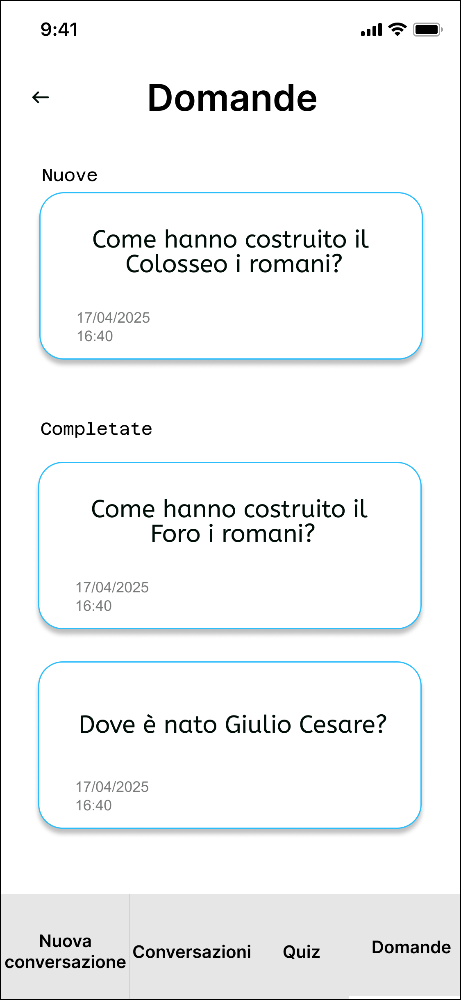 9:41
Domande
Nuove
Come hanno costruito il
Colosseo i romani?
17/04/2025
16:40
Completate
Come hanno costruito il
Foro i romani?
17/04/2025
16:40
Dove è nato Giulio Cesare?
17/04/2025
16:40
Nuova
conversazione
Conversazioni
Quiz
Domande